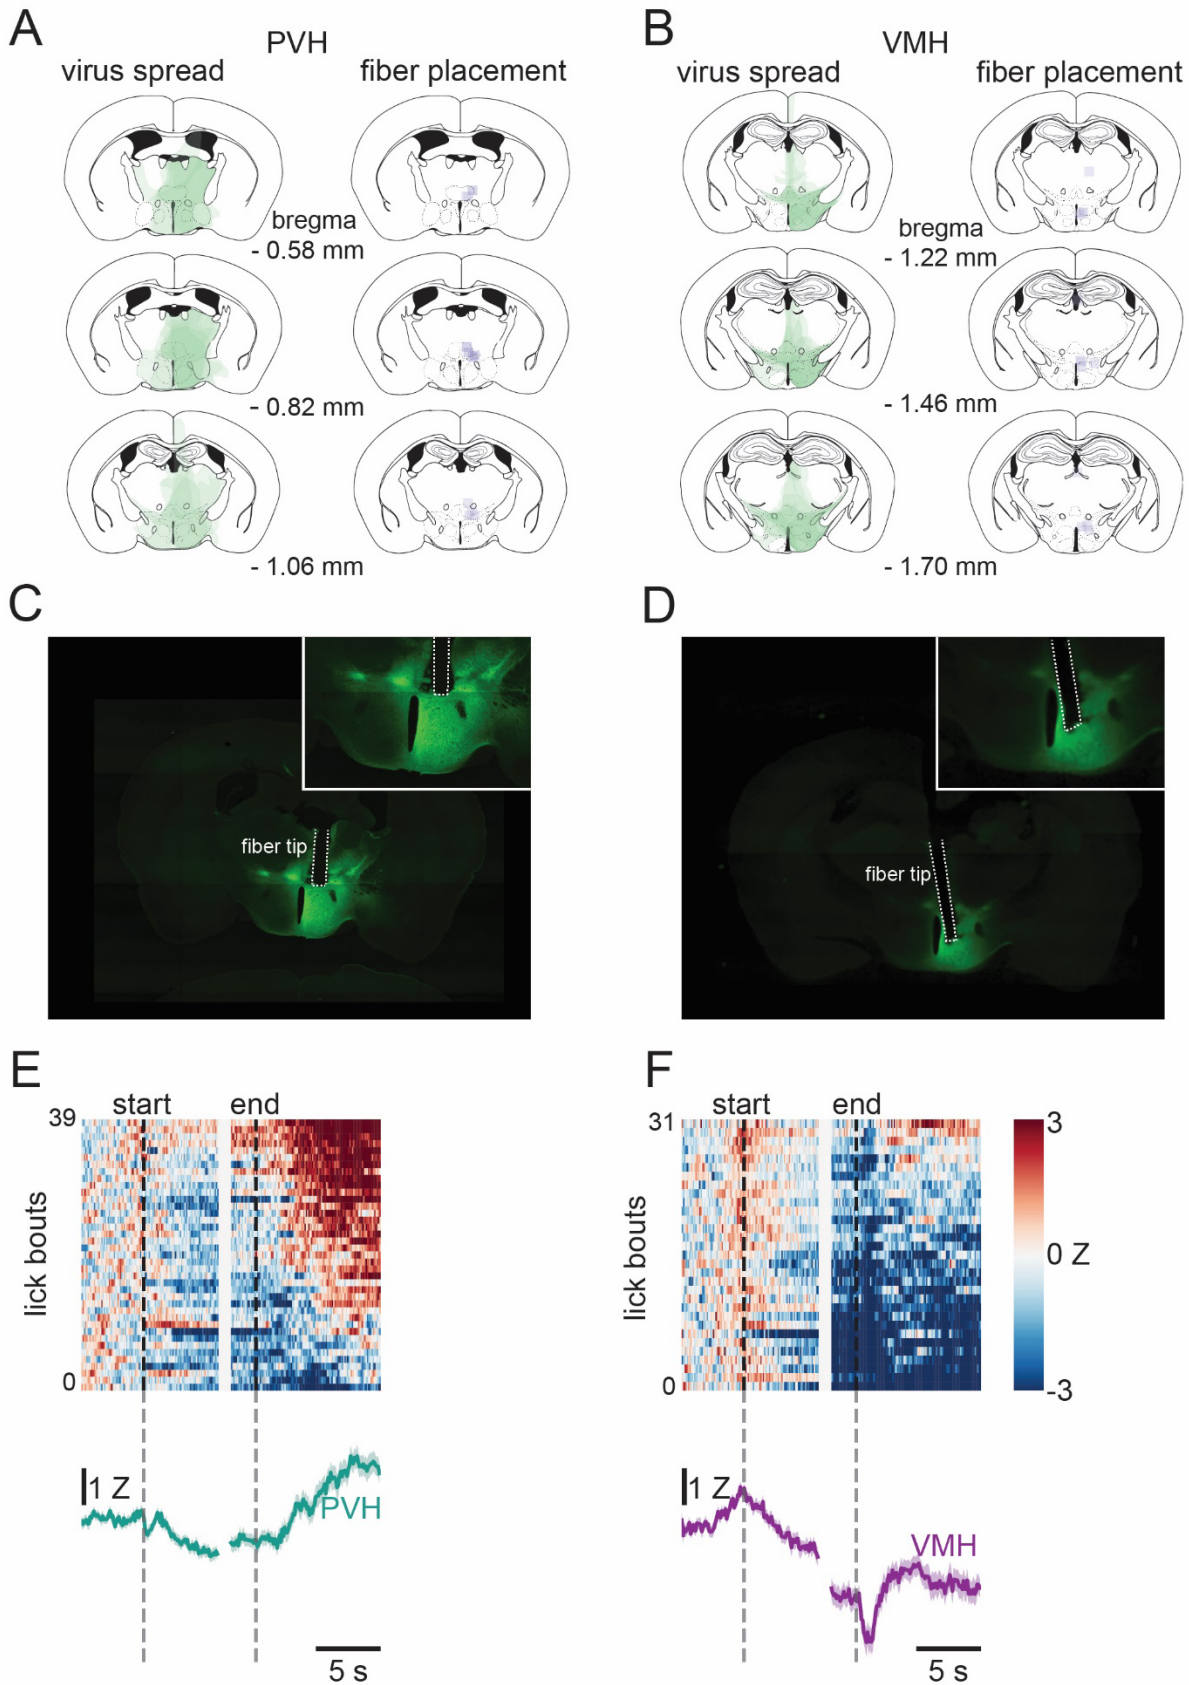 A
PVH
virus spread
fiber placement
bregma
- 0.58 mm
- 0.82 mm
- 1.06 mm
B
VMH
virus spread
fiber placement
bregma
- 1.22 mm
- 1.46 mm
- 1.70 mm
C
fiber tip
D
fiber tip
E
start
end
39
lick bouts
0
1 Z
PVH
5 s
F
start
end
31
lick bouts
0
3
0 Z
-3
1 Z
VMH
5 s